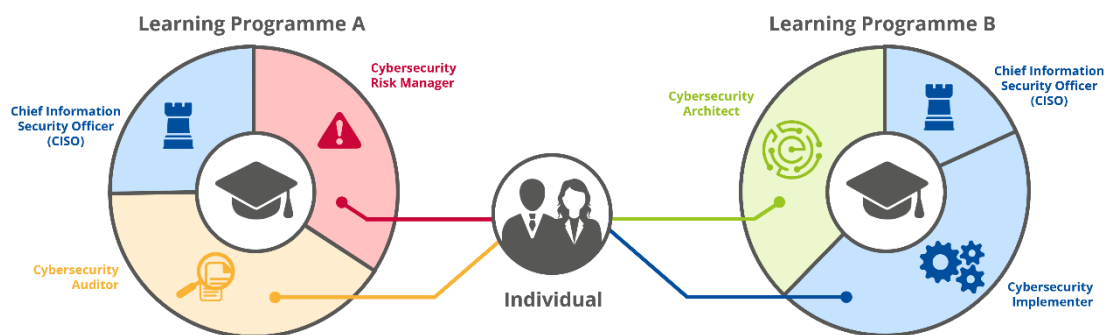 Learning Programme A
Learning Programme B
Cybersecurity
Risk Manager
Chief Information
Security Officer
(CISO)
Cybersecurity
Auditor
Individual
Cybersecurity
Architect
Chief Information
Security Officer
(CISO)
Cybersecurity
Implementer